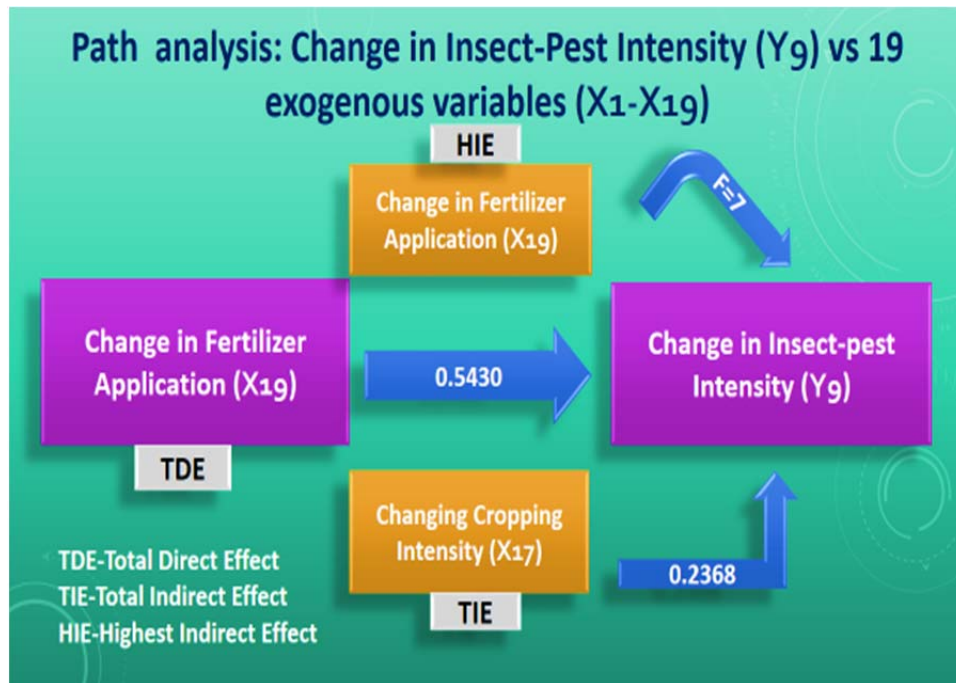 Path analysis: Change in Insect-Pest Intensity (Y9) vs 19
exogenous variables (X1-X19)
HIE
Change in Fertilizer
Application (X19)
F=7
Change in Fertilizer
Application (X19)
TDE
0.5430
Change in Insect-pest
Intensity (Y9)
Changing Cropping
Intensity (X17)
TIE
0.2368
TDE-Total Direct Effect
TIE-Total Indirect Effect
HIE-Highest Indirect Effect